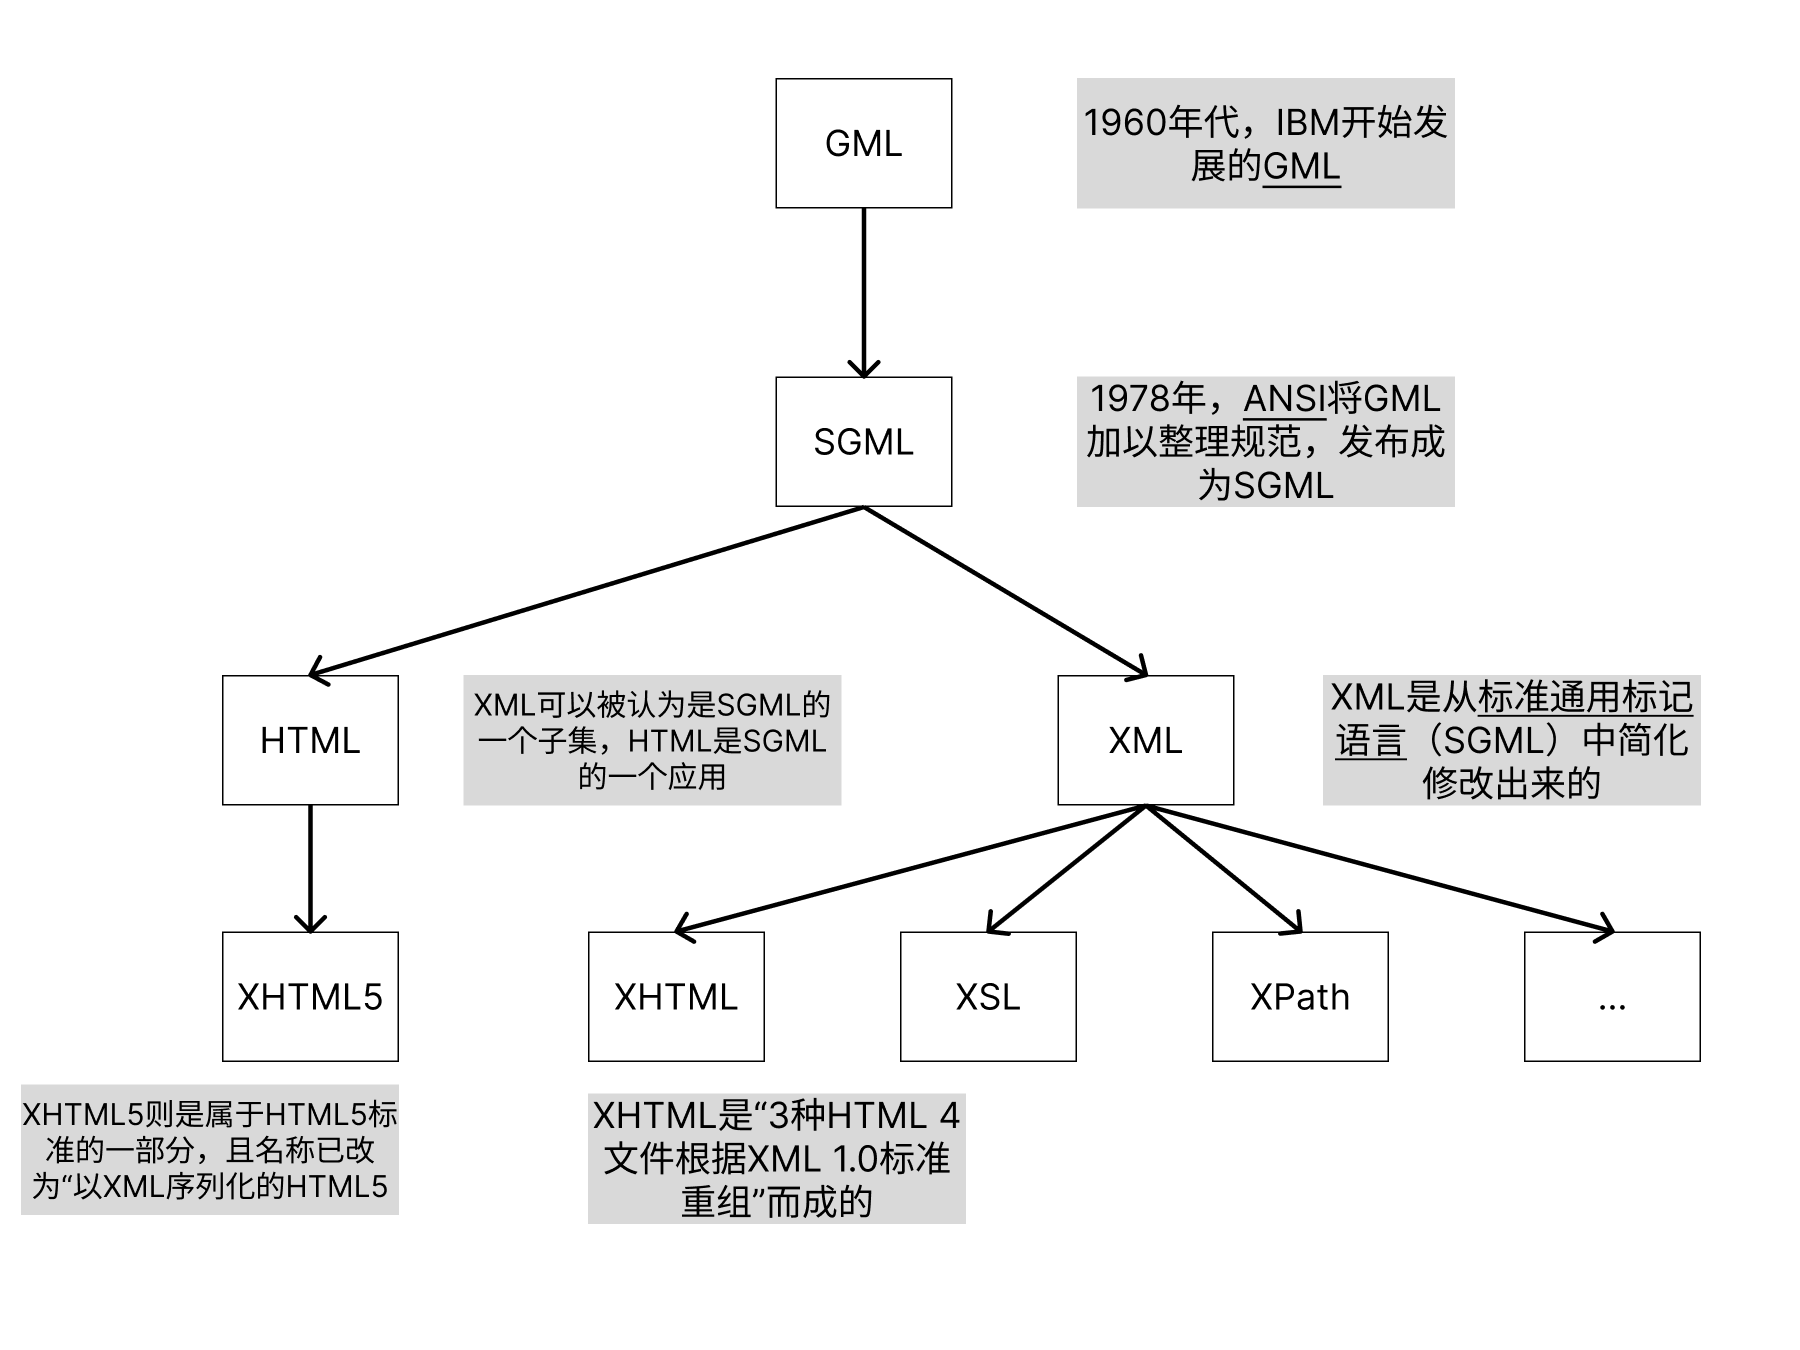 GML
1960年代，IBM开始发
展的GML
SGML
1978年，ANSI将GML
加以整理规范，发布成
为SGML
HTML
XML可以被认为是SGML的
一个子集，HTML是SGML
的一个应用
XML
XML是从标准通用标记
语言（SGML）中简化
修改出来的
XHTML5
XHTML
XSL
XPath
...
XHTML5则是属于HTML5标
准的一部分，且名称已改
为“以XML序列化的HTML5
XHTML是“3种HTML 4
文件根据XML 1.0标准
重组”而成的